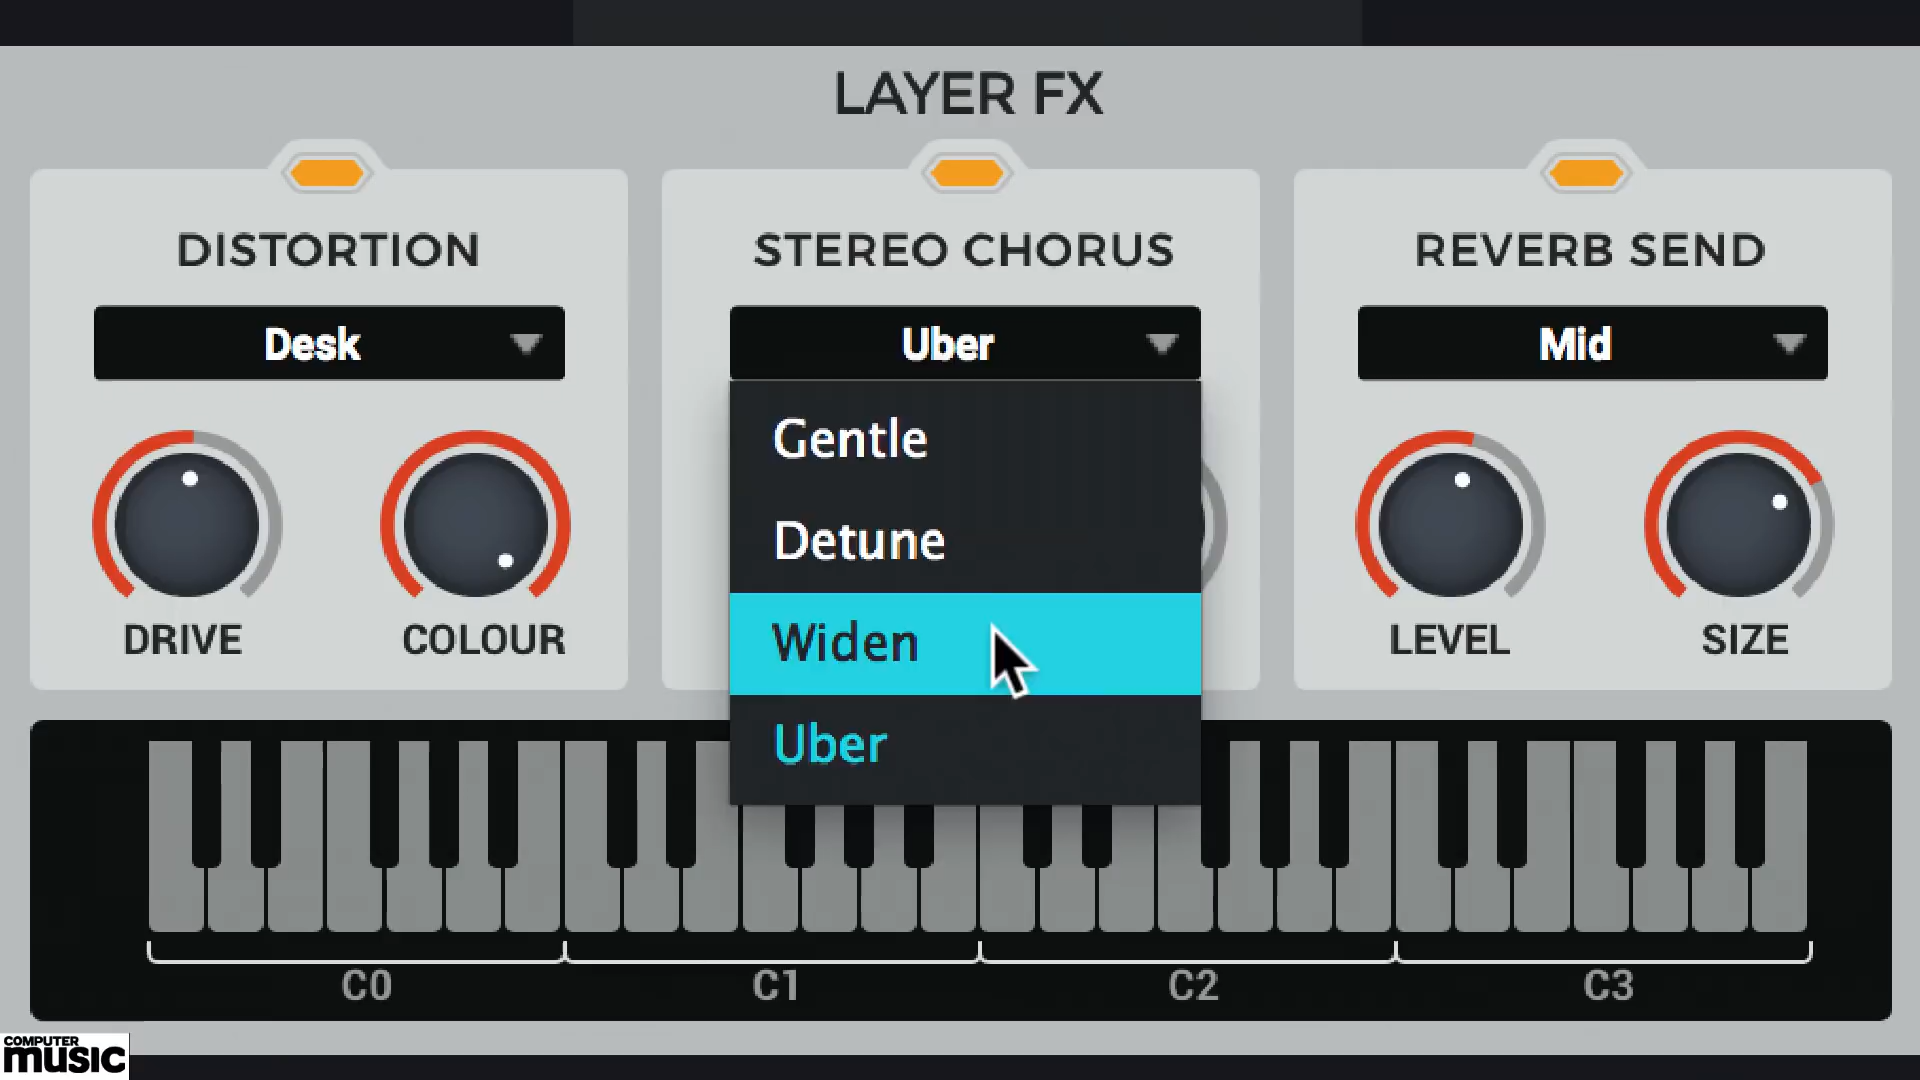 LAYER FX
DISTORTION
STEREO CHORUS
REVERB SEND
Desk
Uber
Mid
Gentle
Detune
Widen
Uber
DRIVE
COLOUR
LEVEL
SIZE
C0
C1
C2
C3
COMPUTER
music